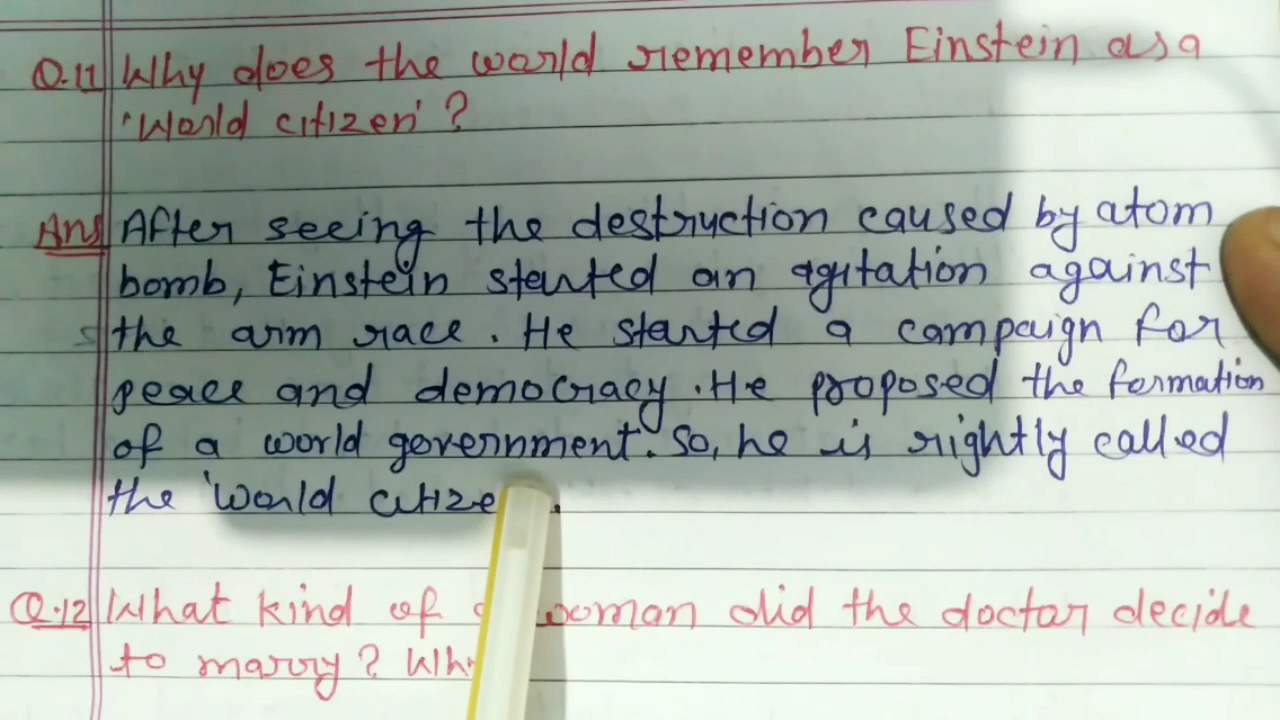 Q.11 Why does the world remember Einstein as a
'World citizen'?
Ans After seeing the destruction caused by atom
bomb, Einstein started an agitation against
the arm race. He started a campaign for
peace and democracy. He proposed the formation
of a world government. So, he is rightly called
the 'World
Q.12 What kind of woman did the doctor decide
to marry?